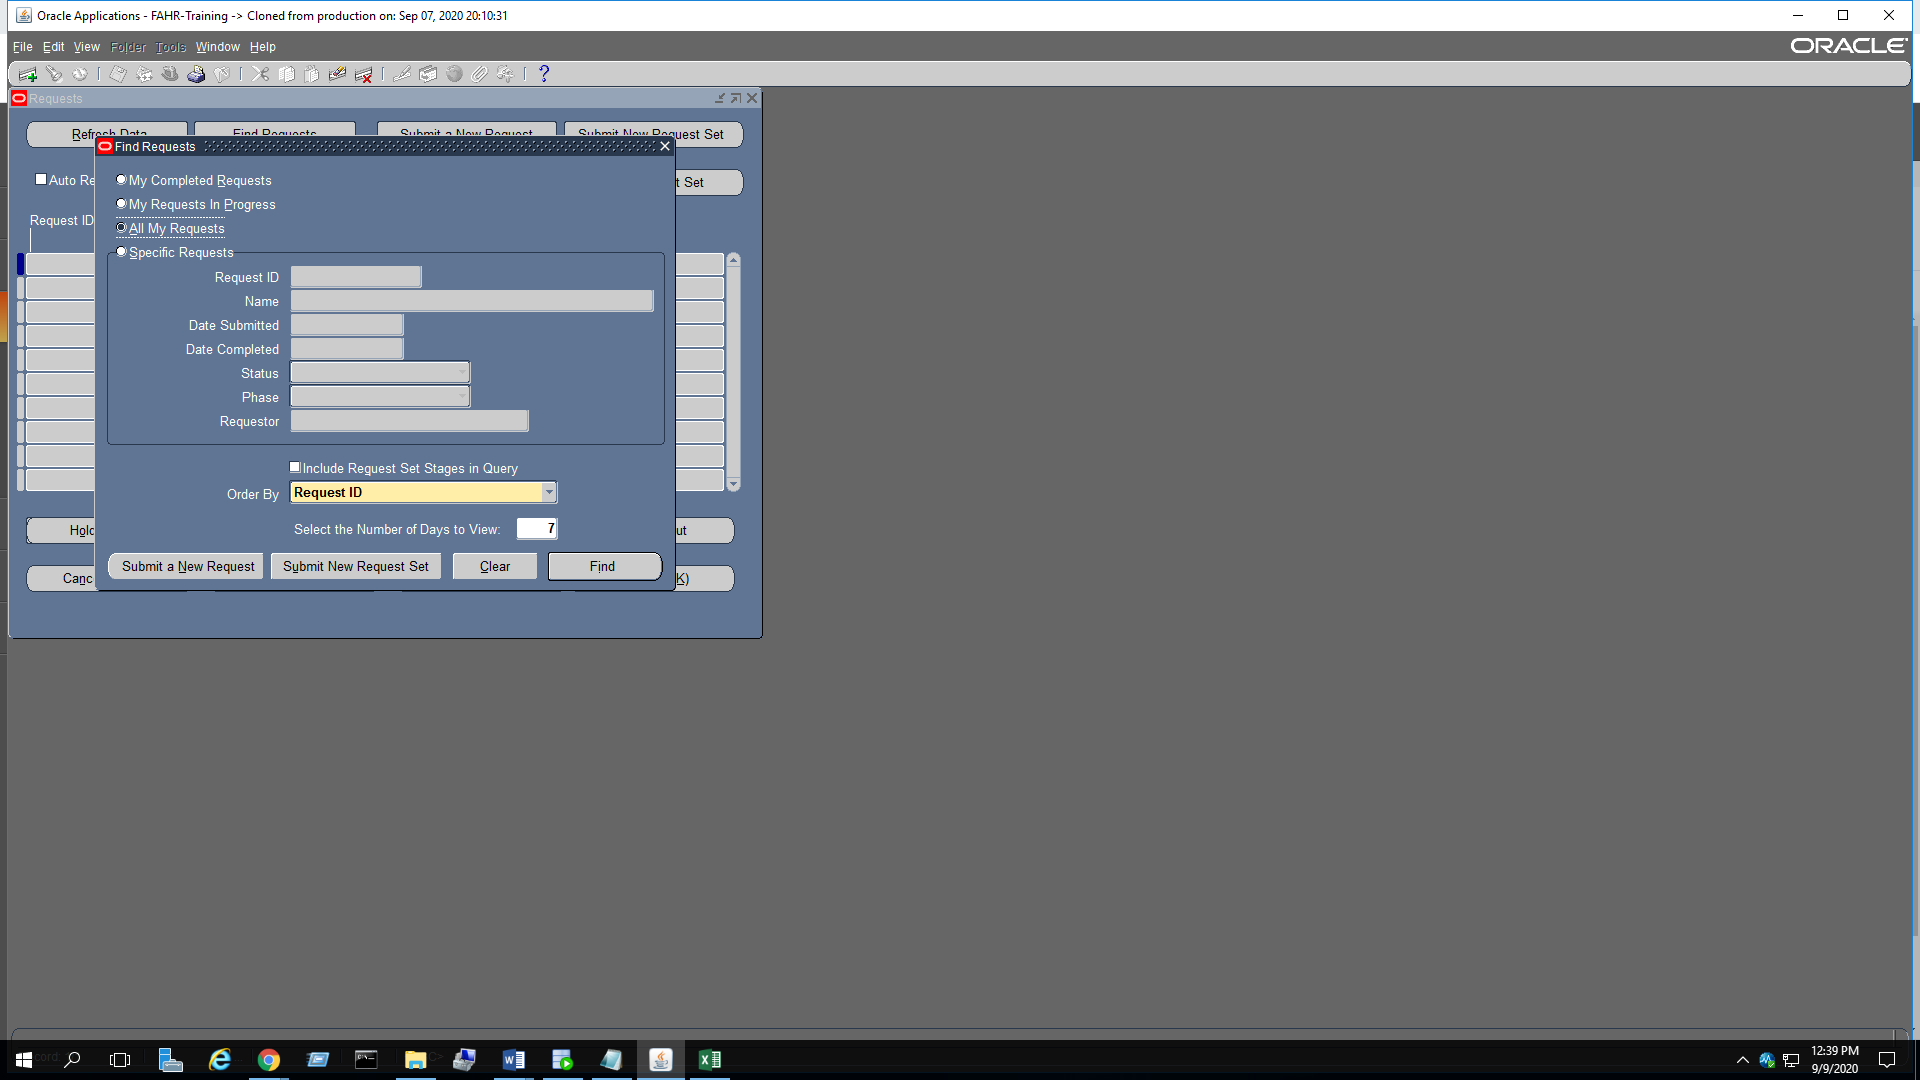 Oracle Applications - FAHR-Training -> Cloned from production on: Sep 07, 2020 20:10:31
File Edit View Folder Tools Window Help
ORACLE
Requests
Refresh Data Find Requests Submit a New Request Submit New Request Set
Find Requests
Auto Re
My Completed Requests
t Set
My Requests In Progress
Request ID
All My Requests
Specific Requests
Request ID
Name
Date Submitted
Date Completed
Status
Phase
Requestor
Include Request Set Stages in Query
Order By Request ID
Select the Number of Days to View: 7
Hold
ut
Submit a New Request Submit New Request Set Clear Find
Canc
K)
12:39 PM
9/9/2020